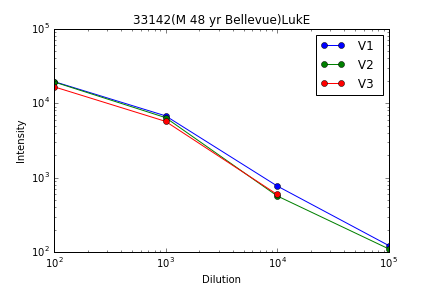 33142(M 48 yr Bellevue)LukE
10^5
V1
V2
V3
10^4
Intensity
10^3
10^2
10^2 10^3 10^4 10^5
Dilution